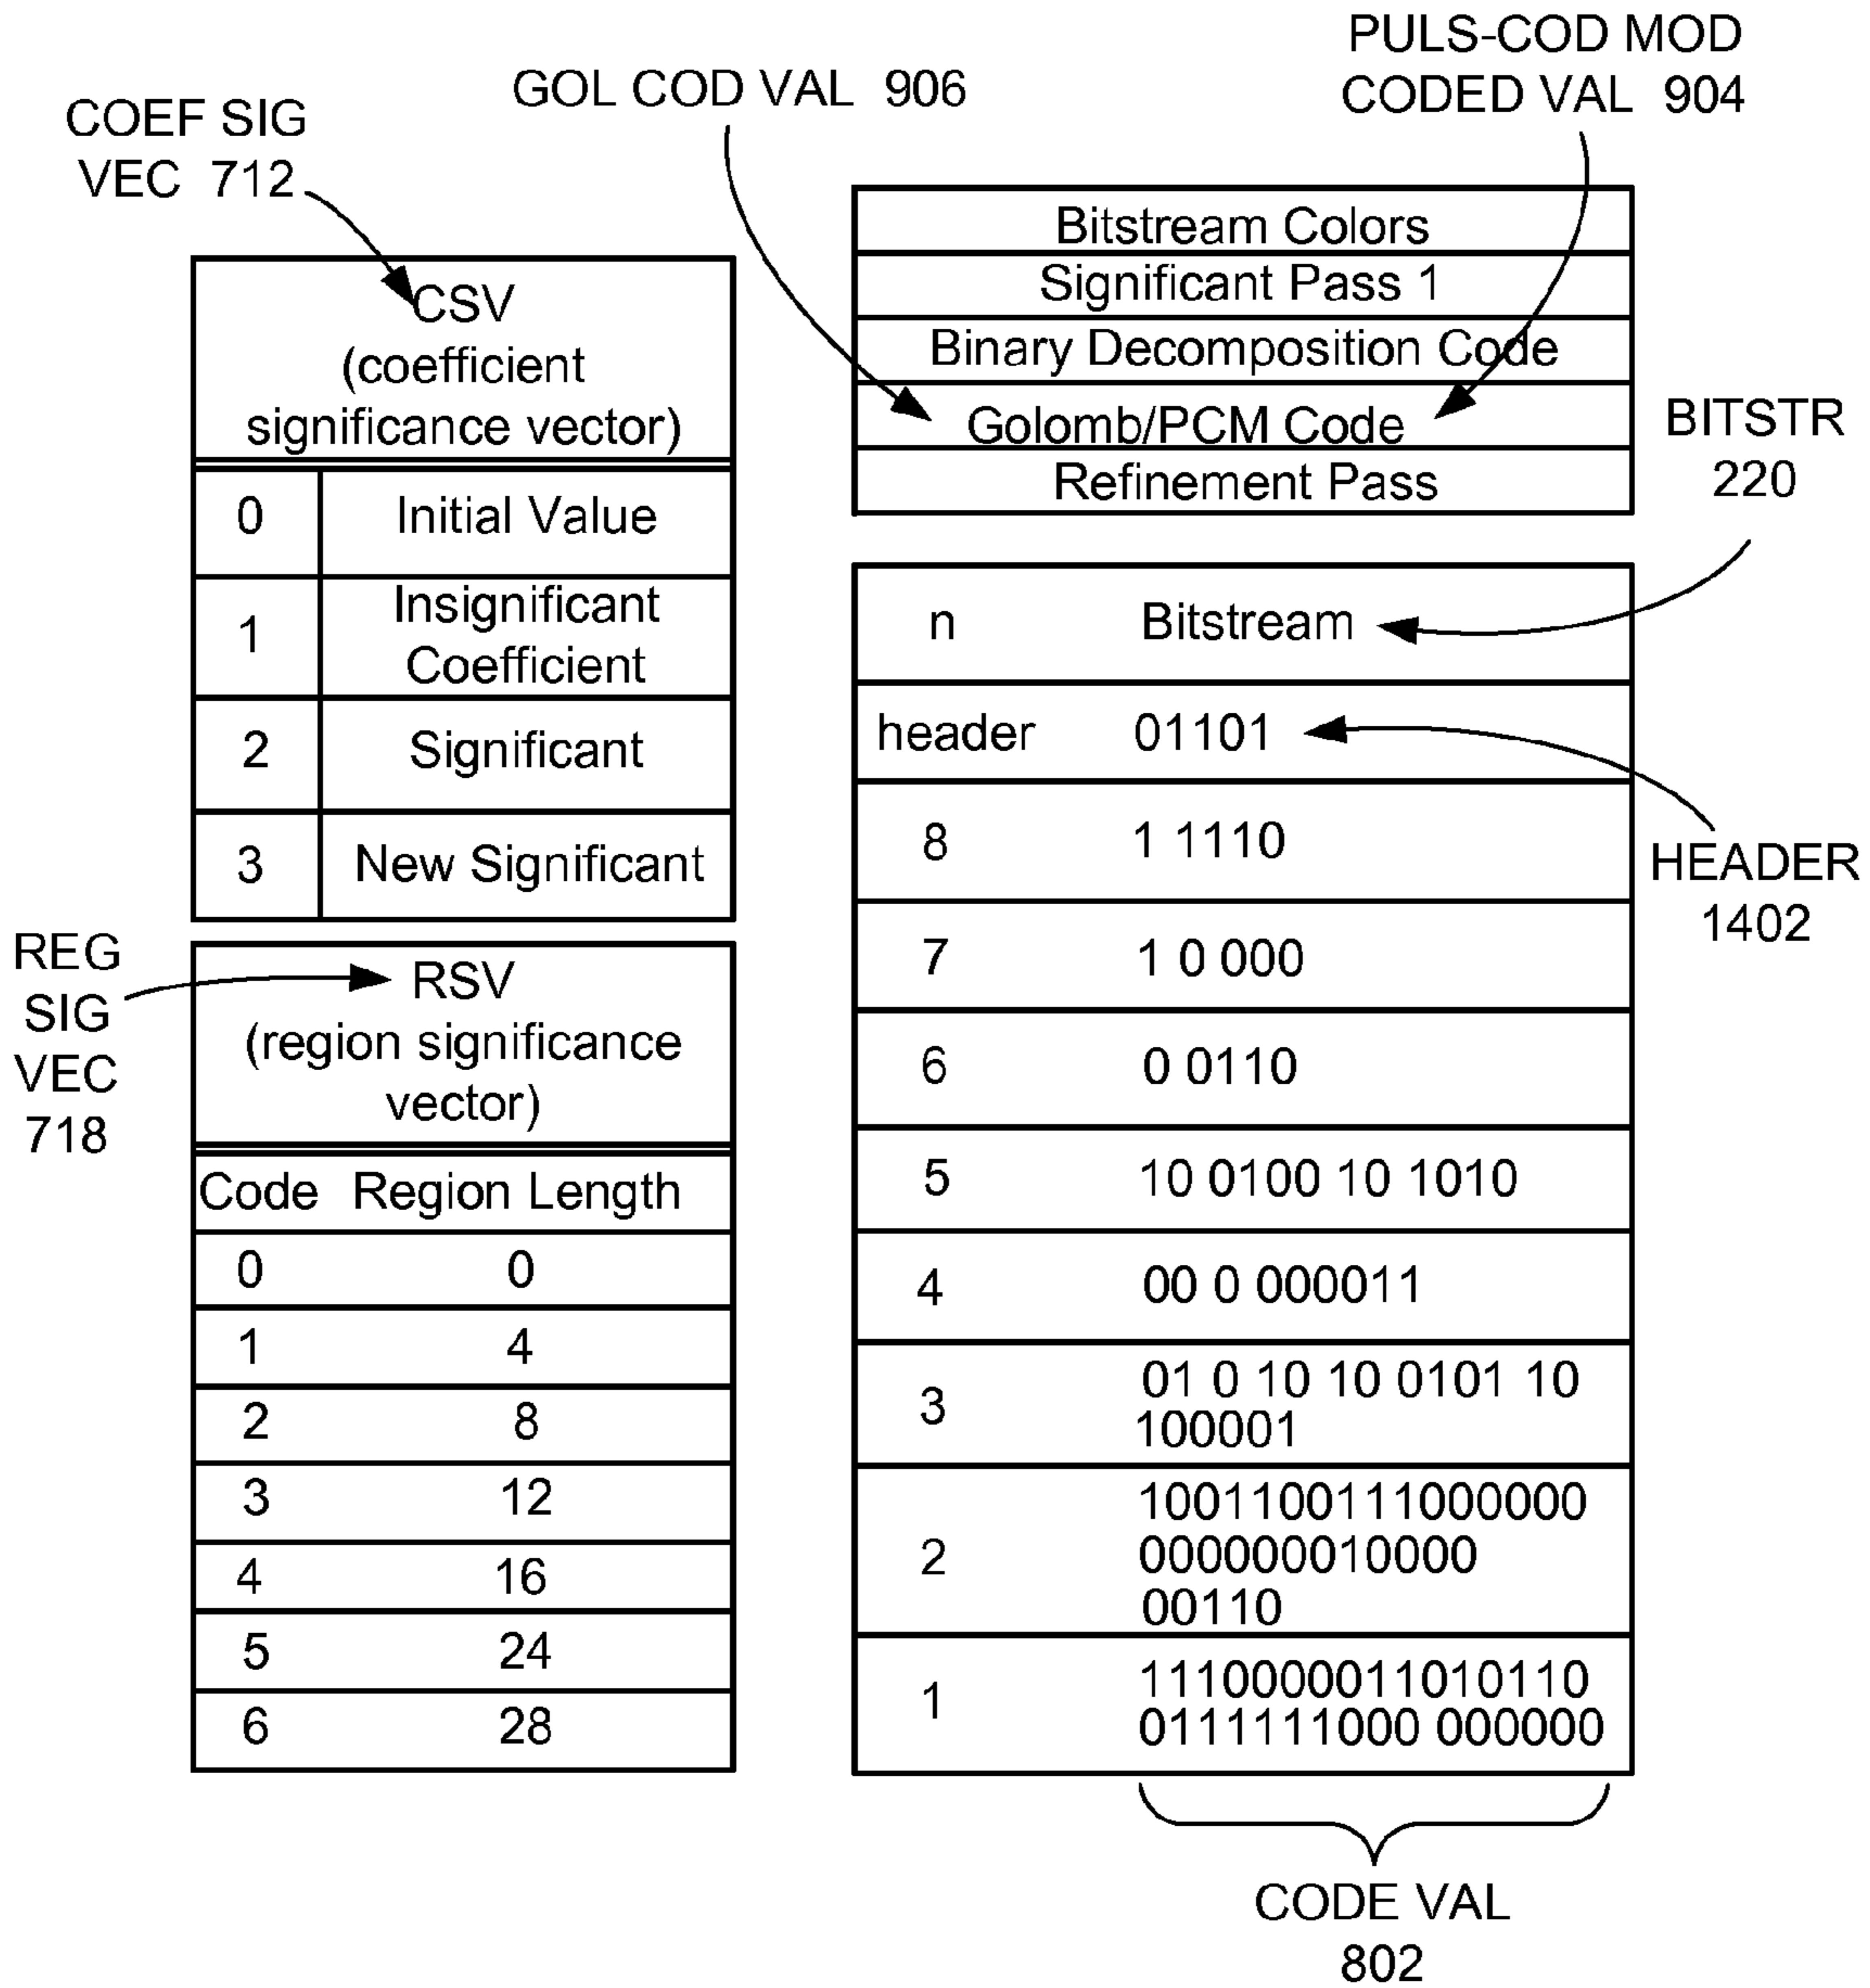 PULS-COD MOD
CODED VAL 904
GOL COD VAL 906
COEF SIG
VEC 712
CSV
(coefficient
significance vector)
0 Initial Value
1 Insignificant
Coefficient
2 Significant
3 New Significant
REG
SIG
VEC
718
RSV
(region significance
vector)
Code Region Length
0 0
1 4
2 8
3 12
4 16
5 24
6 28
Bitstream Colors
Significant Pass 1
Binary Decomposition Code
Golomb/PCM Code
Refinement Pass
BITSTR
220
n Bitstream
header 01101
HEADER
1402
8 1 1110
7 1 0 000
6 0 0110
5 10 0100 10 1010
4 00 0 000011
3 01 0 10 10 0101 10
100001
2 1001100111000000
000000010000
00110
1 1110000011010110
0111111000 000000
CODE VAL
802